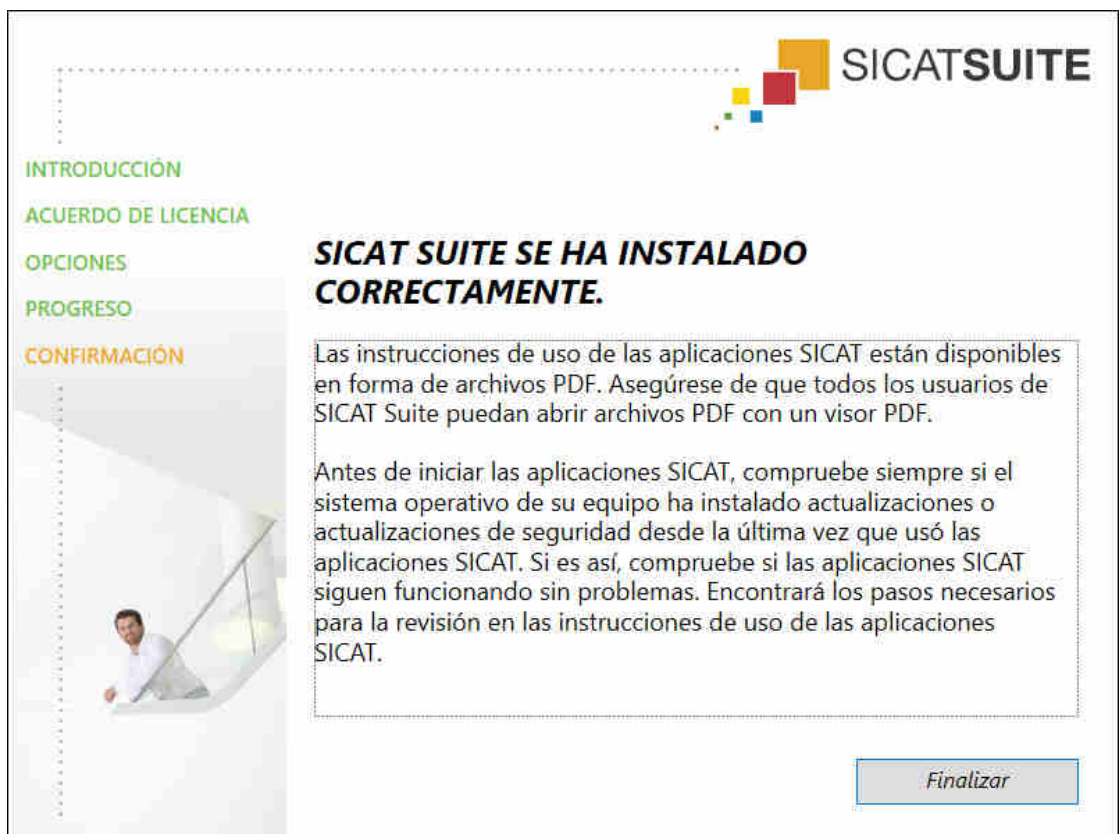 SICATSUITE
INTRODUCCIÓN
ACUERDO DE LICENCIA
OPCIONES
PROGRESO
CONFIRMACIÓN
SICAT SUITE SE HA INSTALADO
CORRECTAMENTE.
Las instrucciones de uso de las aplicaciones SICAT están disponibles
en forma de archivos PDF. Asegúrese de que todos los usuarios de
SICAT Suite puedan abrir archivos PDF con un visor PDF.
Antes de iniciar las aplicaciones SICAT, compruebe siempre si el
sistema operativo de su equipo ha instalado actualizaciones o
actualizaciones de seguridad desde la última vez que usó las
aplicaciones SICAT. Si es así, compruebe si las aplicaciones SICAT
siguen funcionando sin problemas. Encontrará los pasos necesarios
para la revisión en las instrucciones de uso de las aplicaciones
SICAT.
Finalizar